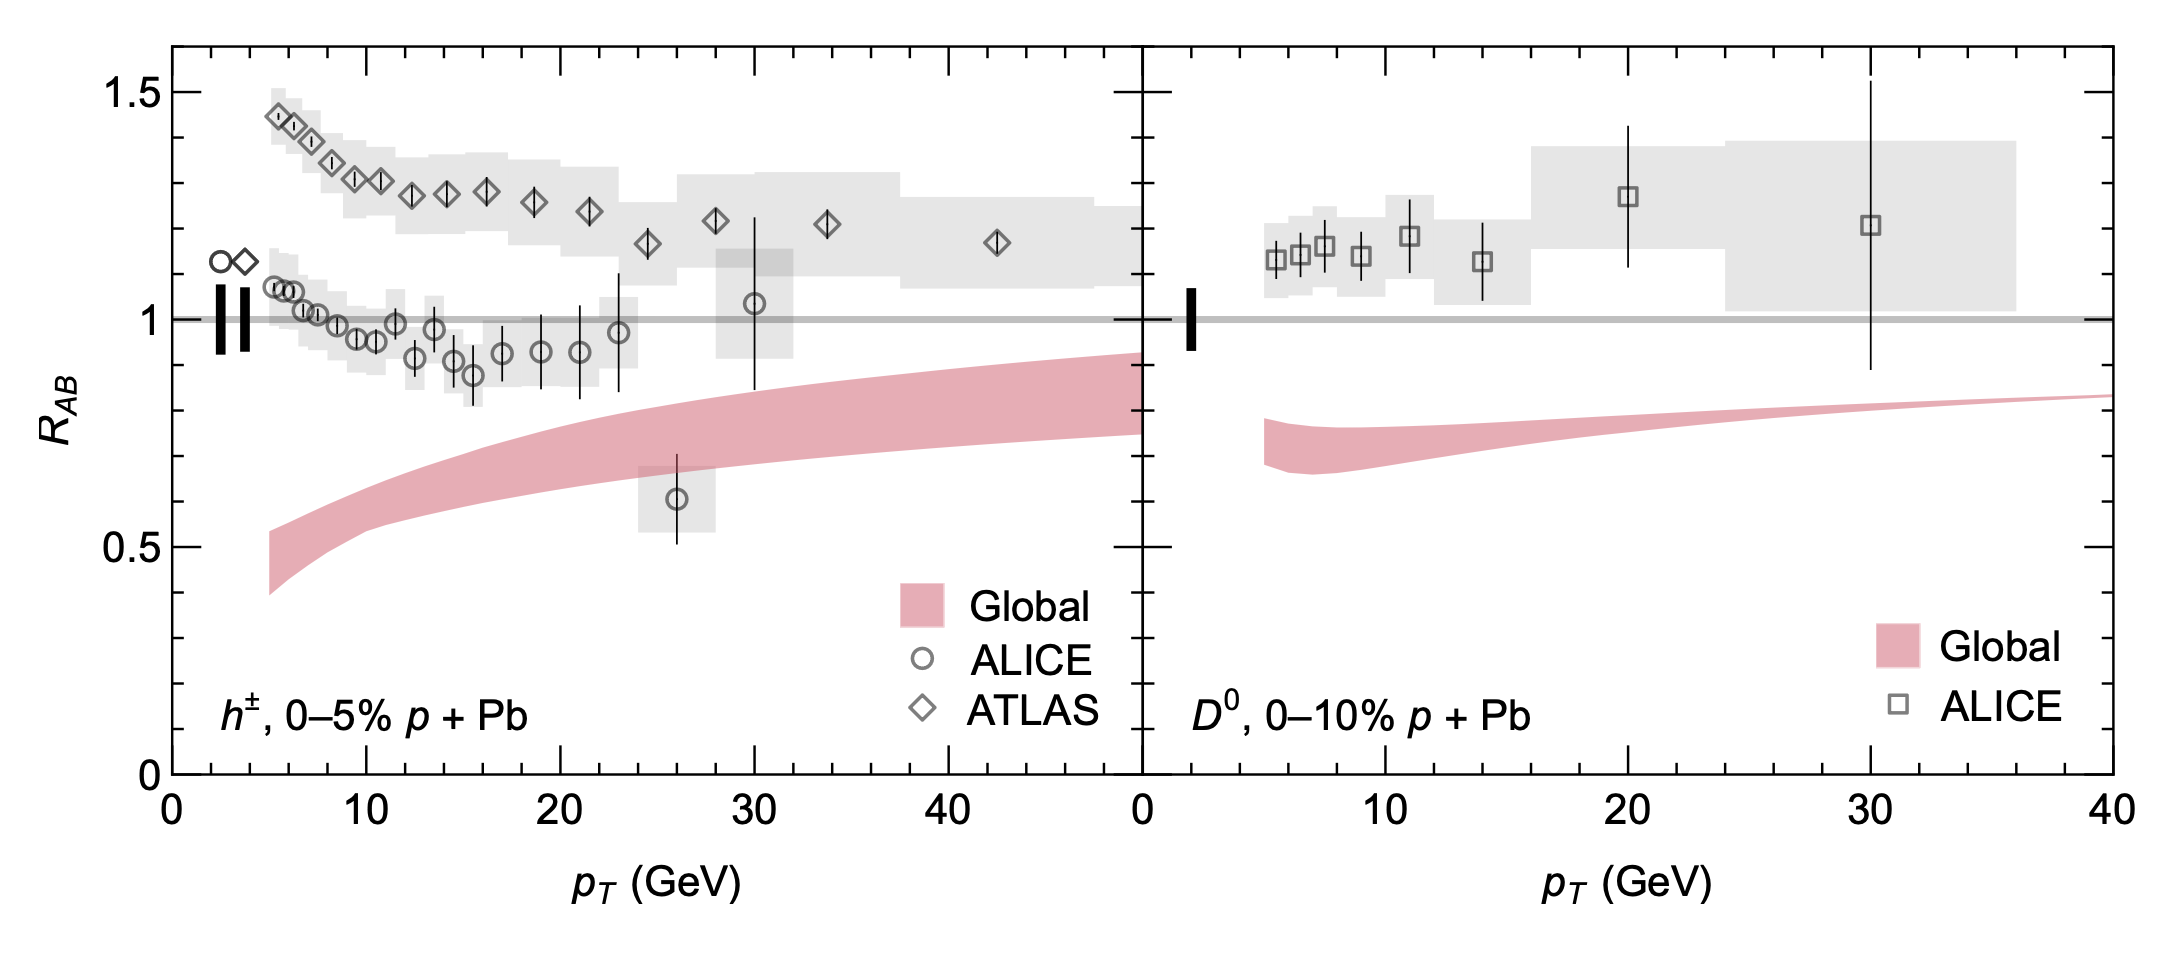 R_AB
1.5
1
0.5
0
Global
ALICE
ATLAS
h±, 0–5% p + Pb
0 10 20 30 40
p_T (GeV)
Global
ALICE
D⁰, 0–10% p + Pb
0 10 20 30 40
p_T (GeV)